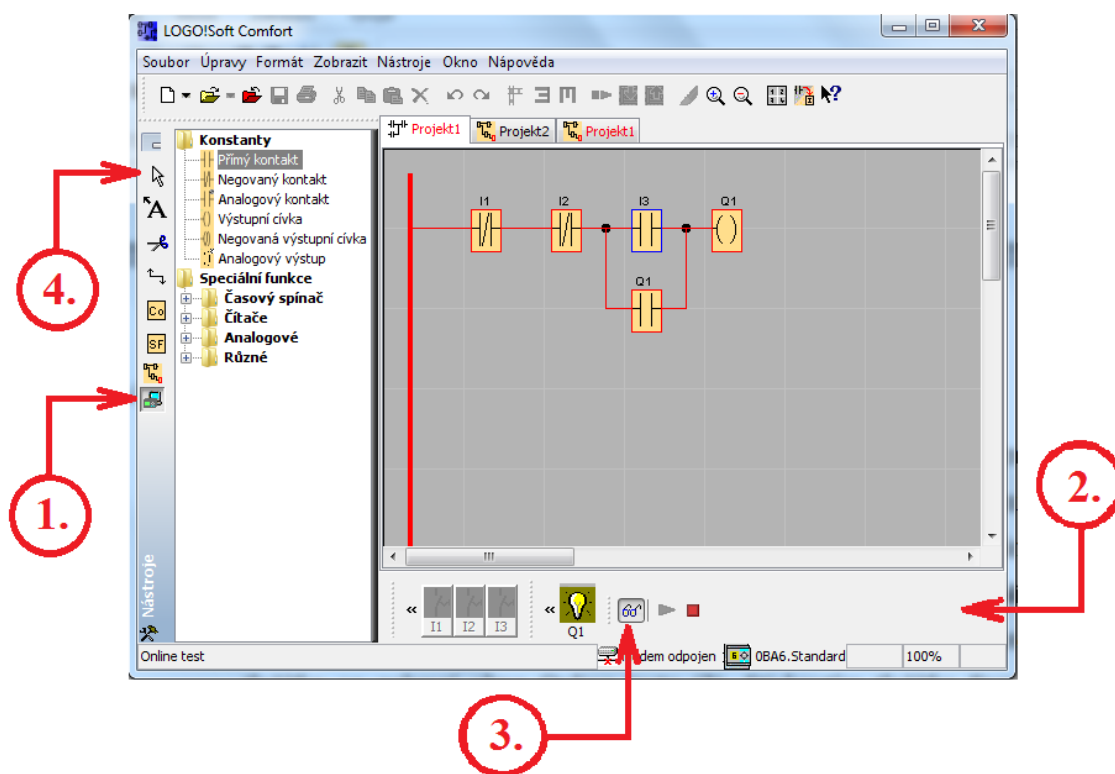 LOGO!Soft Comfort
Soubor Úpravy Formát Zobrazit Nástroje Okno Nápověda
Projekt1 Projekt2 Projekt1
Konstanty
Přímý kontakt
Negovaný kontakt
Analogový kontakt
Výstupní cívka
Negovaná výstupní cívka
Analogový výstup
Speciální funkce
Časový spínač
Čítače
Analogové
Různé
A
Co
SF
Nástroje
I1 I2 I3 Q1
Q1
I1 I2 I3
Q1
Online test
odpojen 0BA6.Standard 100%
4.
1.
2.
3.